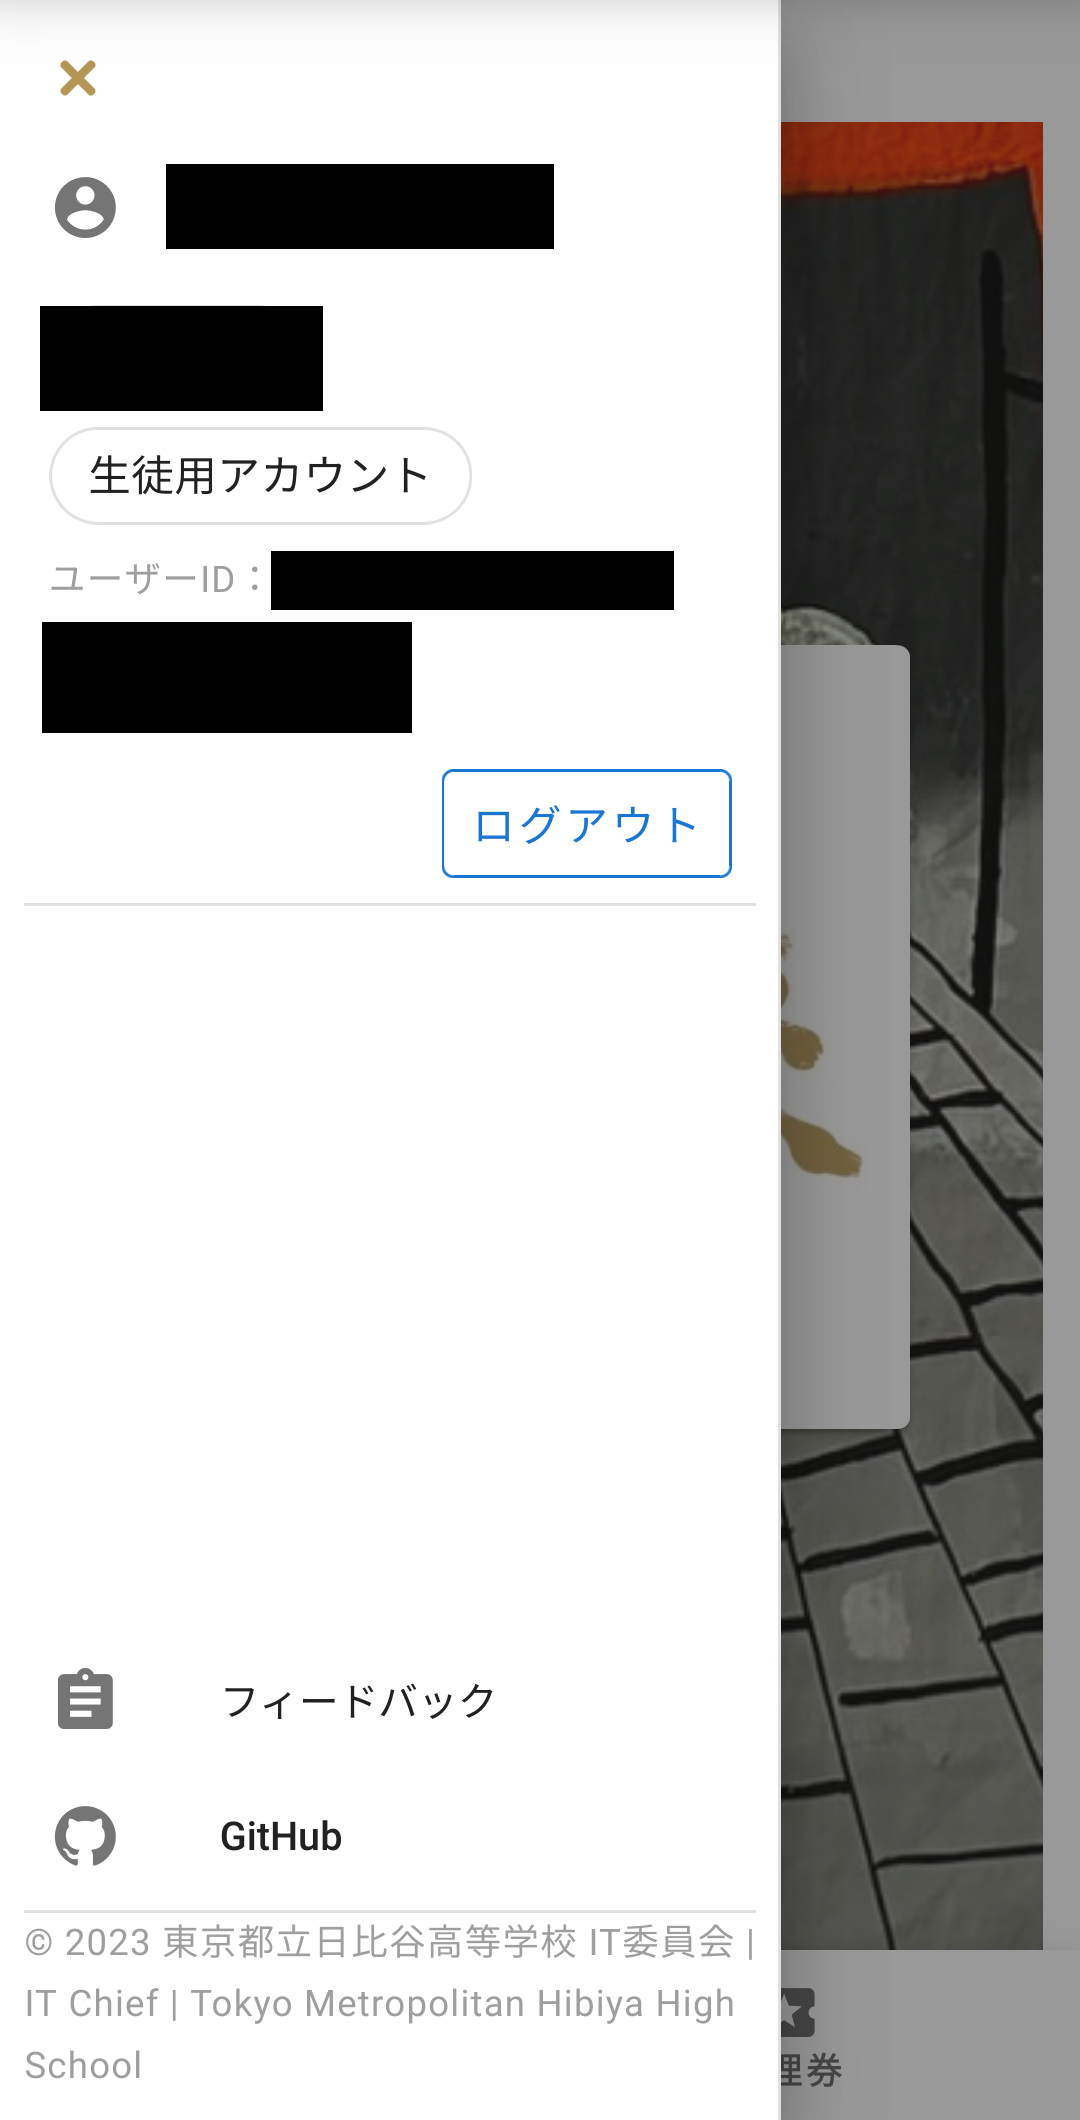 生徒用アカウント
ユーザーID：
ログアウト
フィードバック
GitHub
© 2023 東京都立日比谷高等学校 IT委員会 |
IT Chief | Tokyo Metropolitan Hibiya High
School
理券